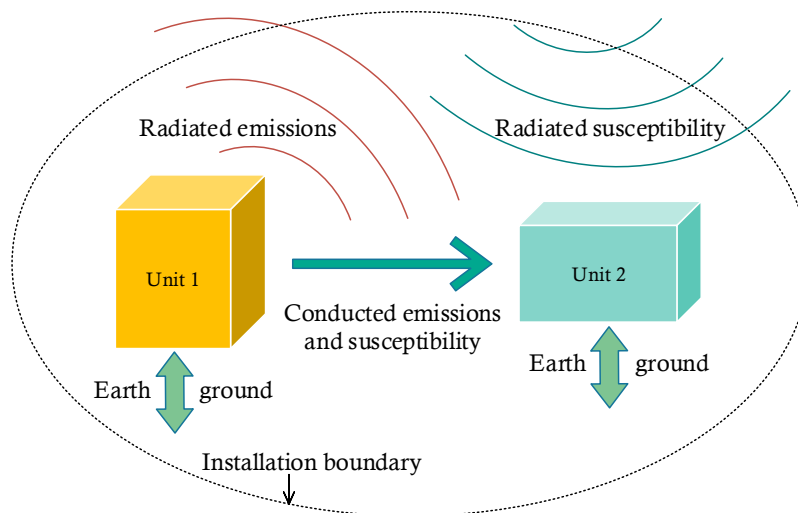 Radiated emissions
Radiated susceptibility
Unit 1
Unit 2
Conducted emissions
and susceptibility
Earth ground
Earth ground
Installation boundary